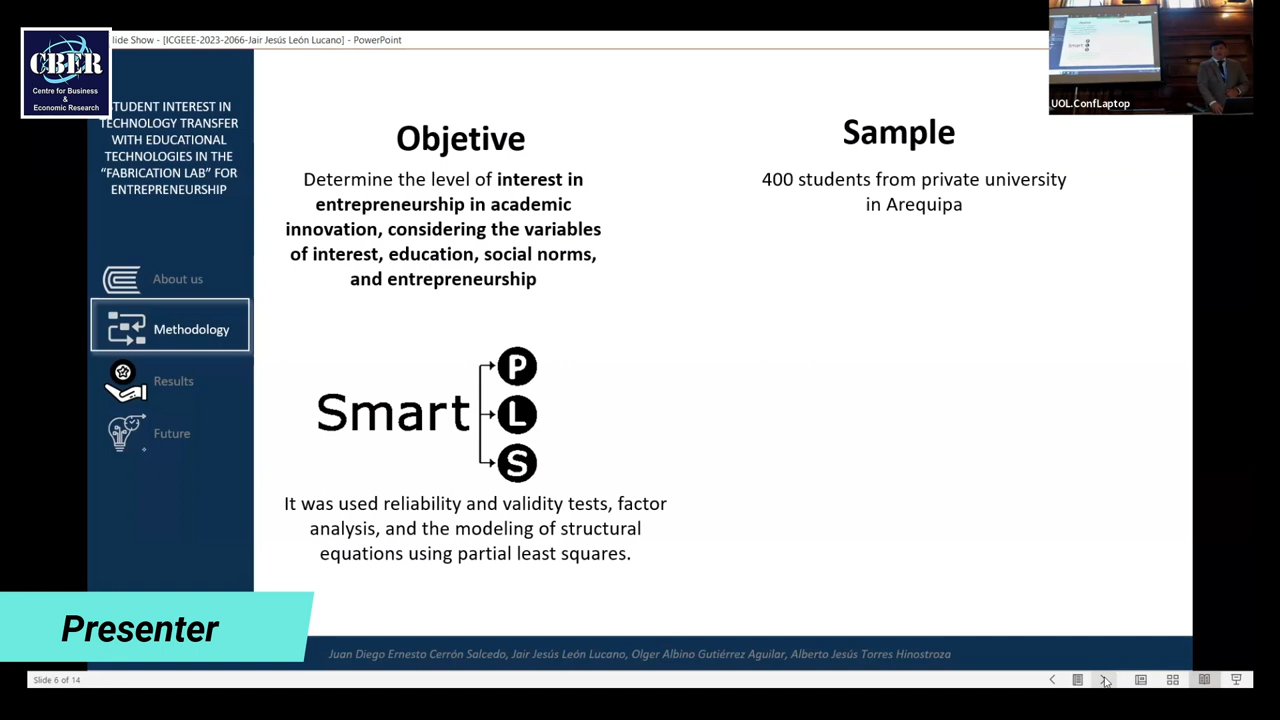 lide Show - [ICGEEE-2023-2066-Jair Jesús León Lucano] - PowerPoint
CBER
Centre for Business
&
Economic Research
STUDENT INTEREST IN
TECHNOLOGY TRANSFER
WITH EDUCATIONAL
TECHNOLOGIES IN THE
“FABRICATION LAB” FOR
ENTREPRENEURSHIP
About us
Methodology
Results
Future
Objetive
Determine the level of interest in
entrepreneurship in academic
innovation, considering the variables
of interest, education, social norms,
and entrepreneurship
Sample
400 students from private university
in Arequipa
Smart
P
L
S
It was used reliability and validity tests, factor
analysis, and the modeling of structural
equations using partial least squares.
UOL.ConfLaptop
Presenter
Juan Diego Ernesto Cerrón Salcedo, Jair Jesús León Lucano, Olger Albino Gutiérrez Aguilar, Alberto Jesús Torres Hinostroza
Slide 6 of 14